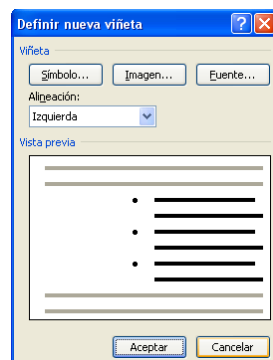 Definir nueva viñeta
Viñeta
Símbolo... Imagen... Fuente...
Alineación:
Izquierda
Vista previa
Aceptar Cancelar